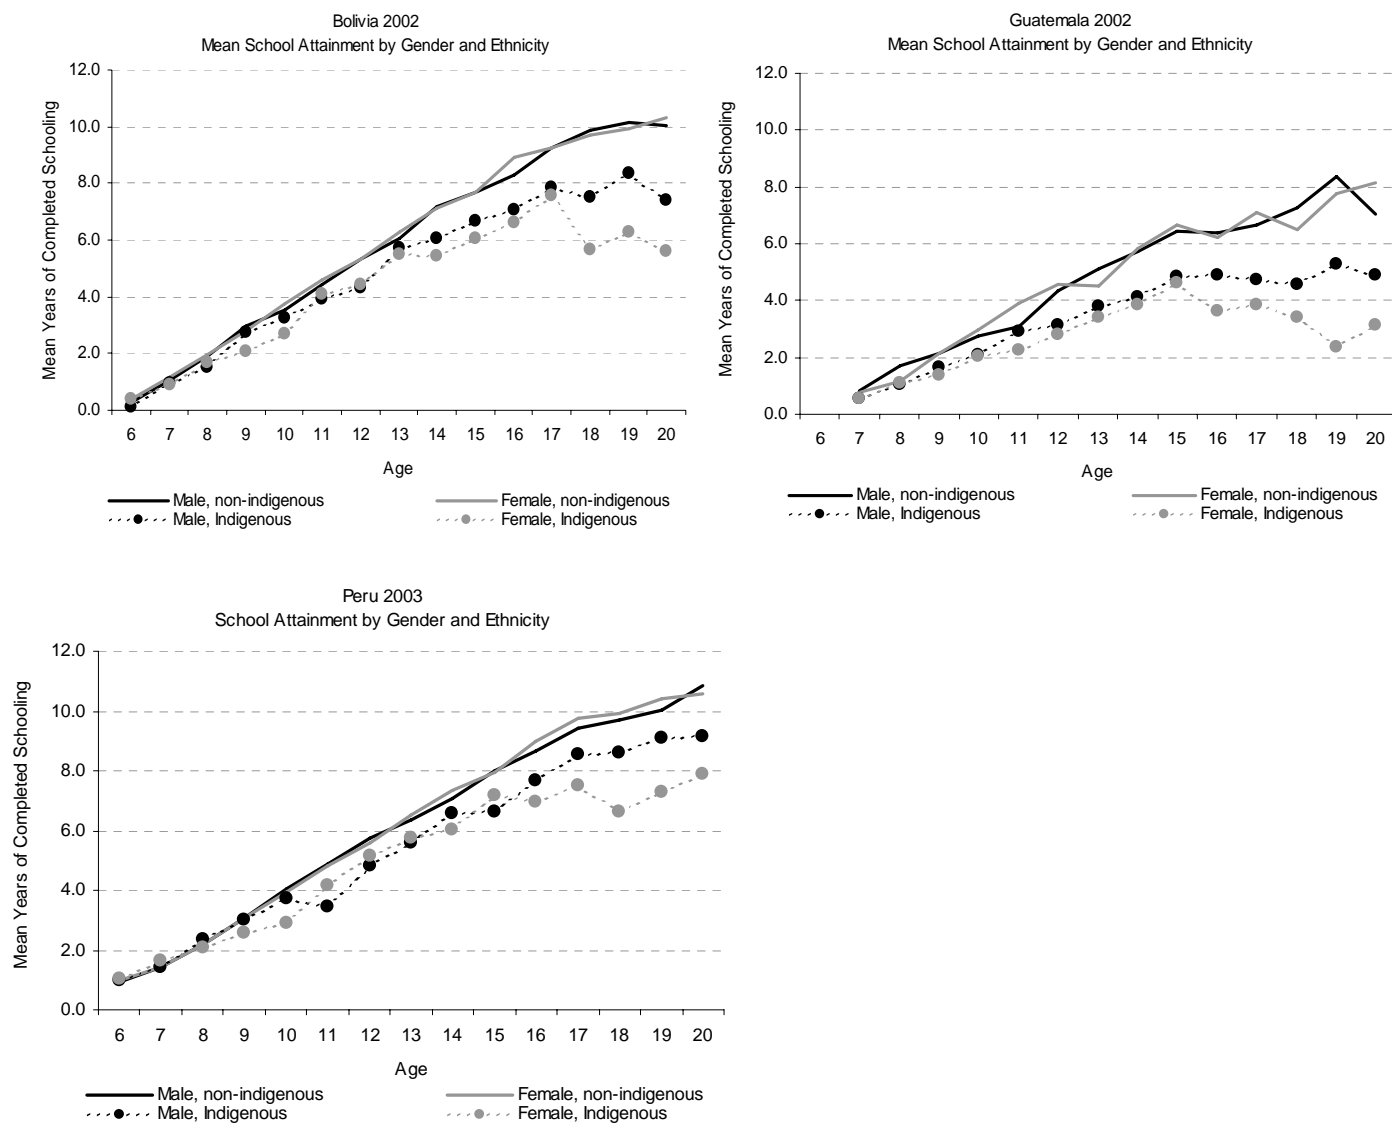 Bolivia 2002
Mean School Attainment by Gender and Ethnicity
Mean Years of Completed Schooling
12.0
10.0
8.0
6.0
4.0
2.0
0.0
6 7 8 9 10 11 12 13 14 15 16 17 18 19 20
Age
Male, non-indigenous Female, non-indigenous
Male, Indigenous Female, Indigenous
Guatemala 2002
Mean School Attainment by Gender and Ethnicity
Mean Years of Completed Schooling
12.0
10.0
8.0
6.0
4.0
2.0
0.0
6 7 8 9 10 11 12 13 14 15 16 17 18 19 20
Age
Male, non-indigenous Female, non-indigenous
Male, Indigenous Female, Indigenous
Peru 2003
School Attainment by Gender and Ethnicity
Mean Years of Completed Schooling
12.0
10.0
8.0
6.0
4.0
2.0
0.0
6 7 8 9 10 11 12 13 14 15 16 17 18 19 20
Age
Male, non-indigenous Female, non-indigenous
Male, Indigenous Female, Indigenous